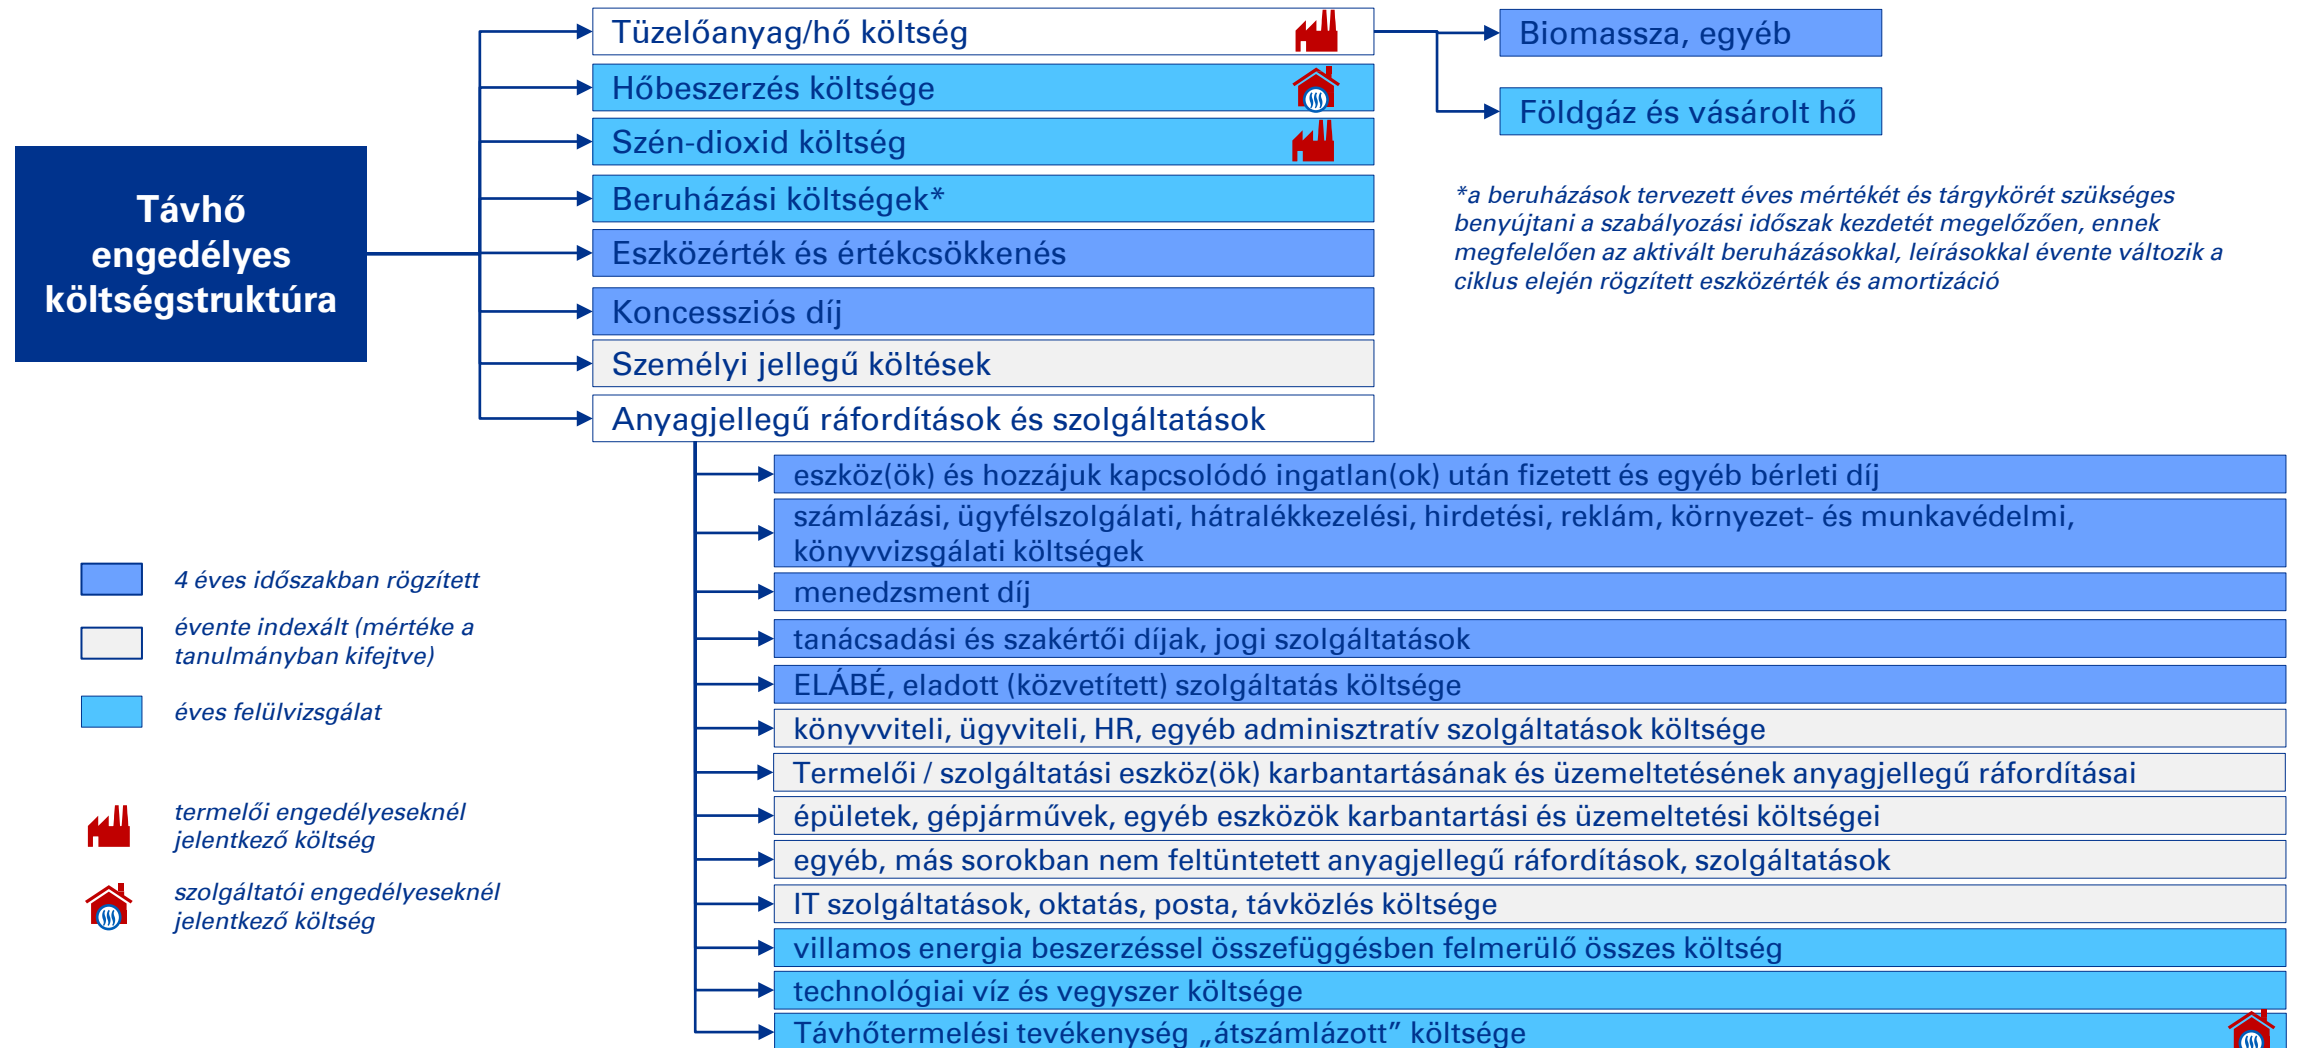 Távhő
engedélyes
költségstruktúra
Tüzelőanyag/hő költség
Hőbeszerzés költsége
Szén-dioxid költség
Beruházási költségek*
Eszközérték és értékcsökkenés
Koncessziós díj
Személyi jellegű költések
Anyagjellegű ráfordítások és szolgáltatások
Biomassza, egyéb
Földgáz és vásárolt hő
*a beruházások tervezett éves mértékét és tárgykörét szükséges
benyújtani a szabályozási időszak kezdetét megelőzően, ennek
megfelelően az aktivált beruházásokkal, leírásokkal évente változik a
ciklus elején rögzített eszközérték és amortizáció
eszköz(ök) és hozzájuk kapcsolódó ingatlan(ok) után fizetett és egyéb bérleti díj
számlázási, ügyfélszolgálati, hátralékkezelési, hirdetési, reklám, környezet- és munkavédelmi,
könyvvizsgálati költségek
menedzsment díj
tanácsadási és szakértői díjak, jogi szolgáltatások
ELÁBÉ, eladott (közvetített) szolgáltatás költsége
könyvviteli, ügyviteli, HR, egyéb adminisztratív szolgáltatások költsége
Termelői / szolgáltatási eszköz(ök) karbantartásának és üzemeltetésének anyagjellegű ráfordításai
épületek, gépjárművek, egyéb eszközök karbantartási és üzemeltetési költségei
egyéb, más sorokban nem feltüntetett anyagjellegű ráfordítások, szolgáltatások
IT szolgáltatások, oktatás, posta, távközlés költsége
villamos energia beszerzéssel összefüggésben felmerülő összes költség
technológiai víz és vegyszer költsége
Távhőtermelési tevékenység „átszámlázott” költsége
4 éves időszakban rögzített
évente indexált (mértéke a
tanulmányban kifejtve)
éves felülvizsgálat
termelői engedélyeseknél
jelentkező költség
szolgáltatói engedélyeseknél
jelentkező költség